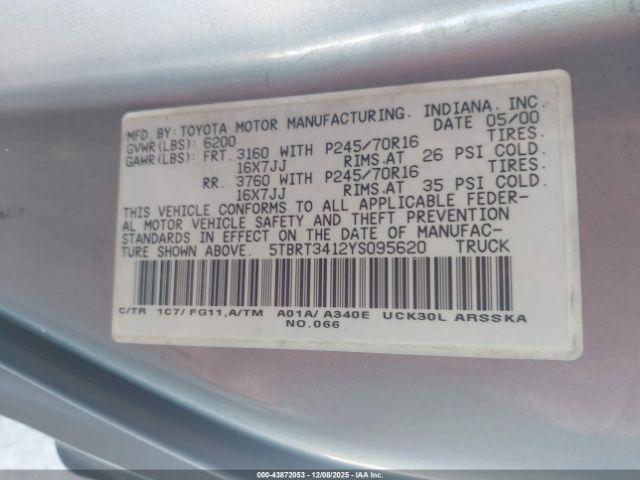 MFD. BY: TOYOTA MOTOR MANUFACTURING. INDIANA. INC.
GVWR(LBS): 6200 DATE 05/00
GAWR(LBS): FRT. 3160 WITH P245/70R16 TIRES.
16X7JJ RIMS.AT 26 PSI COLD.
RR. 3760 WITH P245/70R16 TIRES.
16X7JJ RIMS.AT 35 PSI COLD.
THIS VEHICLE CONFORMS TO ALL APPLICABLE FEDER-
AL MOTOR VEHICLE SAFETY AND THEFT PREVENTION
STANDARDS IN EFFECT ON THE DATE OF MANUFAC-
TURE SHOWN ABOVE. 5TBRT3412YS095620 TRUCK
C/TR 1C7/ FG11,A/TM A01A/ A340E UCK30L ARSSKA
NO.066
000-43872053 | 12/08/2025 - IAAI.COM